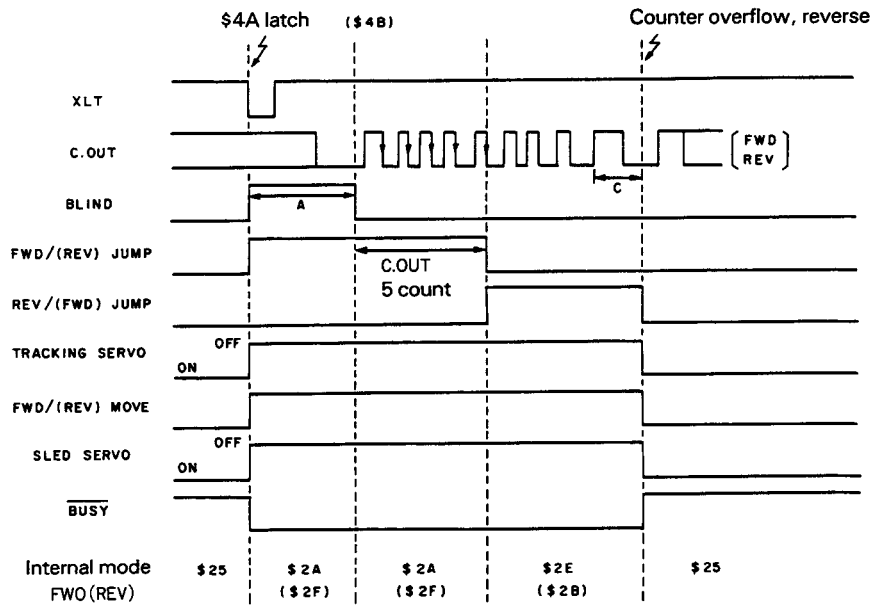 $4A latch ($4B) Counter overflow, reverse
XLT
C.OUT FWD
REV
BLIND A C
FWD/(REV) JUMP C.OUT
5 count
REV/(FWD) JUMP
OFF
TRACKING SERVO
ON
FWD/(REV) MOVE
OFF
SLED SERVO
ON
BUSY
Internal mode $25 $2A $2A $2E $25
FWO(REV) ($2F) ($2F) ($2B)